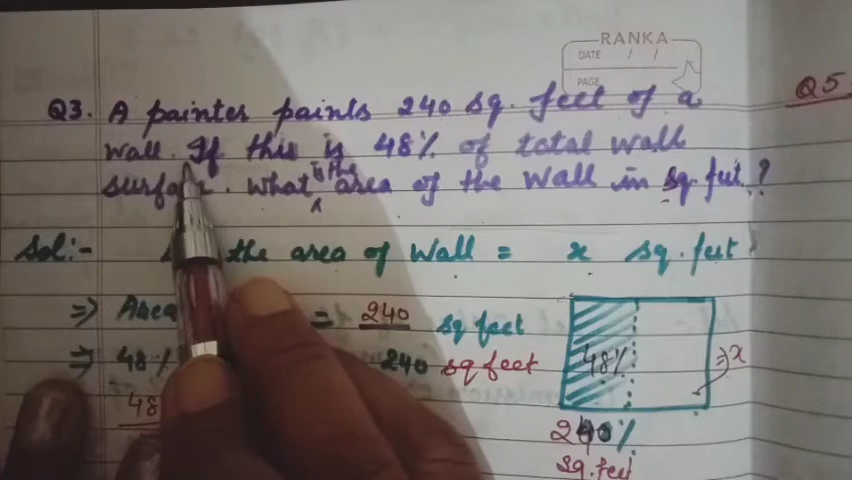 RANKA
DATE / /
PAGE
Q5.
Q3. A painter paints 240 sq. feet of a
wall. If this is 48% of total wall
surface. What is the area of the wall in sq. feet ?
Sol:- the area of Wall = x sq. feet
⇒ Area = 240 sq feet
⇒ 48% 240 sq feet
48
48%
⇒ x
240%
sq. feet